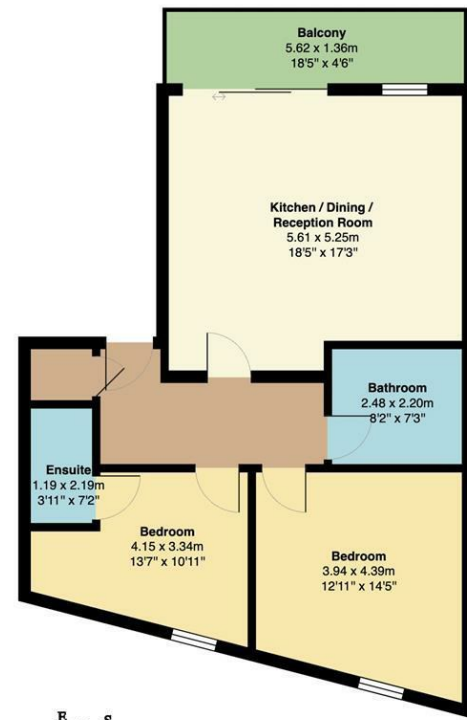 Balcony
5.62 x 1.36m
18'5" x 4'6"
Kitchen / Dining /
Reception Room
5.61 x 5.25m
18'5" x 17'3"
Bathroom
2.48 x 2.20m
8'2" x 7'3"
Ensuite
1.19 x 2.19m
3'11" x 7'2"
Bedroom
4.15 x 3.34m
13'7" x 10'11"
Bedroom
3.94 x 4.39m
12'11" x 14'5"
E S